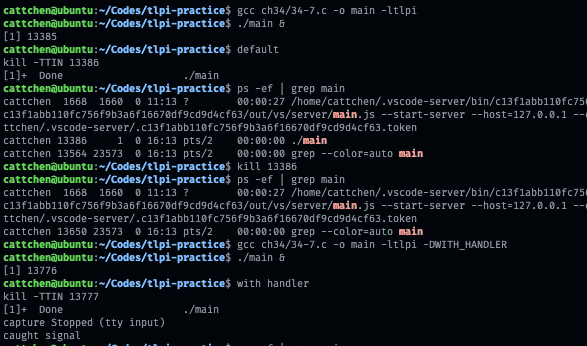 cattchen@ubuntu:~/Codes/tlpi-practice$ gcc ch34/34-7.c -o main -ltlpi
cattchen@ubuntu:~/Codes/tlpi-practice$ ./main &
[1] 13385
cattchen@ubuntu:~/Codes/tlpi-practice$ default
kill -TTIN 13386
[1]+  Done                    ./main
cattchen@ubuntu:~/Codes/tlpi-practice$ ps -ef | grep main
cattchen  1668  1660  0 11:13 ?        00:00:27 /home/cattchen/.vscode-server/bin/c13f1abb110fc756
c13f1abb110fc756f9b3a6f16670df9cd9d4cf63/out/vs/server/main.js --start-server --host=127.0.0.1 --c
ttchen/.vscode-server/.c13f1abb110fc756f9b3a6f16670df9cd9d4cf63.token
cattchen 13386     1  0 16:13 pts/2    00:00:00 ./main
cattchen 13564 23573  0 16:13 pts/2    00:00:00 grep --color=auto main
cattchen@ubuntu:~/Codes/tlpi-practice$ kill 13386
cattchen@ubuntu:~/Codes/tlpi-practice$ ps -ef | grep main
cattchen  1668  1660  0 11:13 ?        00:00:27 /home/cattchen/.vscode-server/bin/c13f1abb110fc756
c13f1abb110fc756f9b3a6f16670df9cd9d4cf63/out/vs/server/main.js --start-server --host=127.0.0.1 --c
ttchen/.vscode-server/.c13f1abb110fc756f9b3a6f16670df9cd9d4cf63.token
cattchen 13650 23573  0 16:13 pts/2    00:00:00 grep --color=auto main
cattchen@ubuntu:~/Codes/tlpi-practice$ gcc ch34/34-7.c -o main -ltlpi -DWITH_HANDLER
cattchen@ubuntu:~/Codes/tlpi-practice$ ./main &
[1] 13776
cattchen@ubuntu:~/Codes/tlpi-practice$ with handler
kill -TTIN 13777
[1]+  Done                    ./main
capture Stopped (tty input)
caught signal